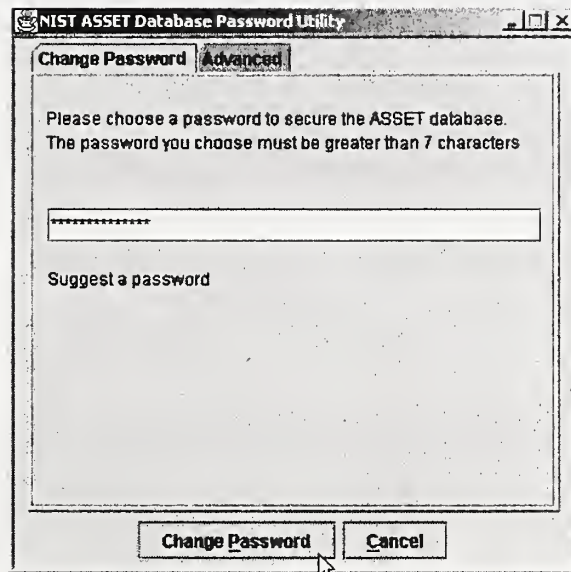 NIST ASSET Database Password Utility
Change Password Advanced
Please choose a password to secure the ASSET database.
The password you choose must be greater than 7 characters
**************
Suggest a password
Change Password Cancel